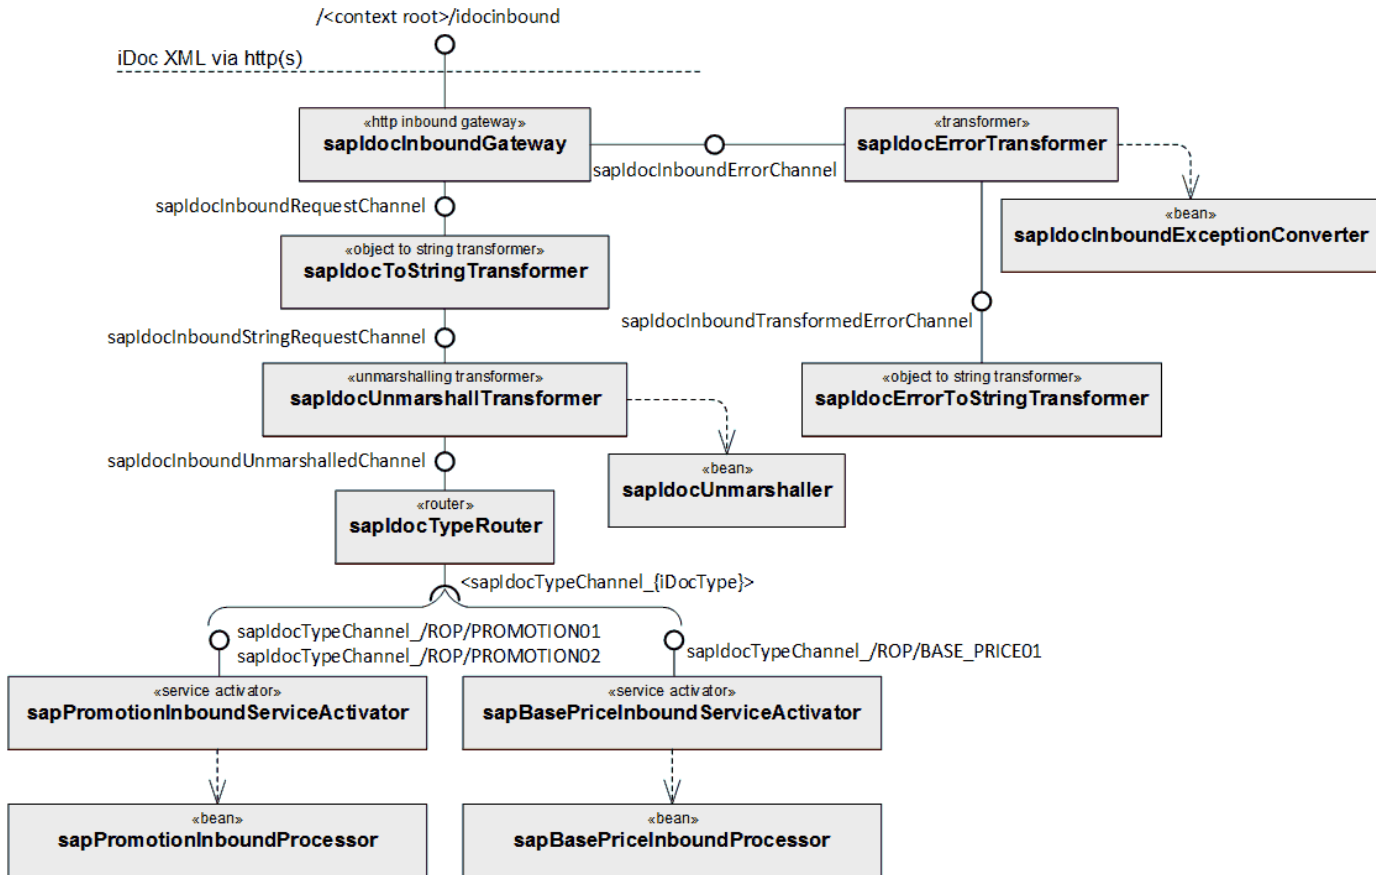 /<context root>/idocinbound
iDoc XML via http(s)
«http inbound gateway»
sapIdocInboundGateway
«transformer»
sapIdocErrorTransformer
sapIdocInboundErrorChannel
sapIdocInboundRequestChannel
«bean»
sapIdocInboundExceptionConverter
«object to string transformer»
sapIdocToStringTransformer
sapIdocInboundTransformedErrorChannel
sapIdocInboundStringRequestChannel
«unmarshalling transformer»
sapIdocUnmarshallTransformer
«object to string transformer»
sapIdocErrorToStringTransformer
sapIdocInboundUnmarshalledChannel
«bean»
sapIdocUnmarshaller
«router»
sapIdocTypeRouter
<sapIdocTypeChannel_{iDocType}>
sapIdocTypeChannel_/ROP/PROMOTION01
sapIdocTypeChannel_/ROP/PROMOTION02
sapIdocTypeChannel_/ROP/BASE_PRICE01
«service activator»
sapPromotionInboundServiceActivator
«service activator»
sapBasePriceInboundServiceActivator
«bean»
sapPromotionInboundProcessor
«bean»
sapBasePriceInboundProcessor